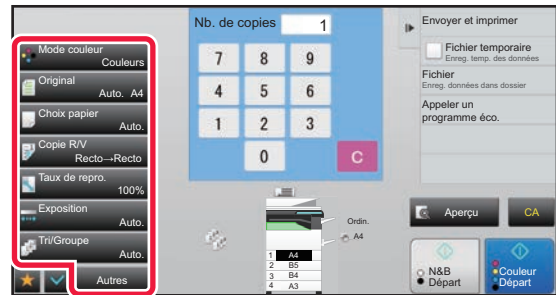 Mode couleur
Couleurs
Original
Auto. A4
Choix papier
Auto.
Copie R/V
Recto→Recto
Taux de repro.
100%
Exposition
Auto.
Tri/Groupe
Auto.
Autres
Nb. de copies 1
7 8 9
4 5 6
1 2 3
0 C
Ordin.
A4
1 A4
2 B5
3 B4
4 A3
Envoyer et imprimer
Fichier temporaire
Enreg. temp. des données
Fichier
Enreg. données dans dossier
Appeler un
programme éco.
Aperçu
CA
N&B
Départ
Couleur
Départ